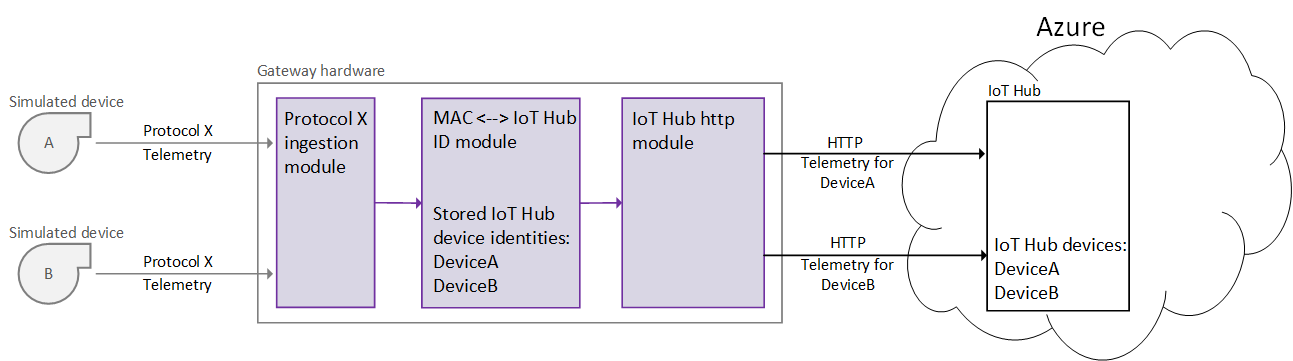 Azure
Gateway hardware
IoT Hub
Simulated device
A
Protocol X
Telemetry
Simulated device
B
Protocol X
Telemetry
Protocol X
ingestion
module
MAC <--> IoT Hub
ID module
Stored IoT Hub
device identities:
DeviceA
DeviceB
IoT Hub http
module
HTTP
Telemetry for
DeviceA
HTTP
Telemetry for
DeviceB
IoT Hub devices:
DeviceA
DeviceB